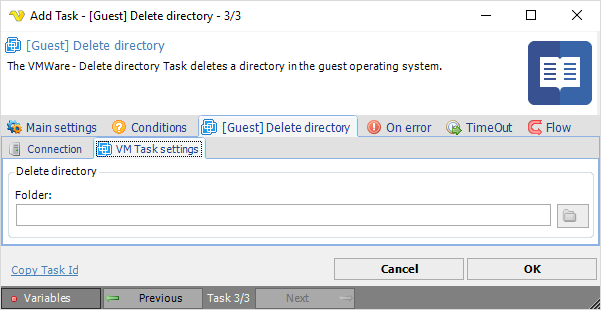 Add Task - [Guest] Delete directory - 3/3
[Guest] Delete directory
The VMWare - Delete directory Task deletes a directory in the guest operating system.
Main settings Conditions [Guest] Delete directory On error TimeOut Flow
Connection VM Task settings
Delete directory
Folder:
Copy Task Id Cancel OK
Variables Previous Task 3/3 Next